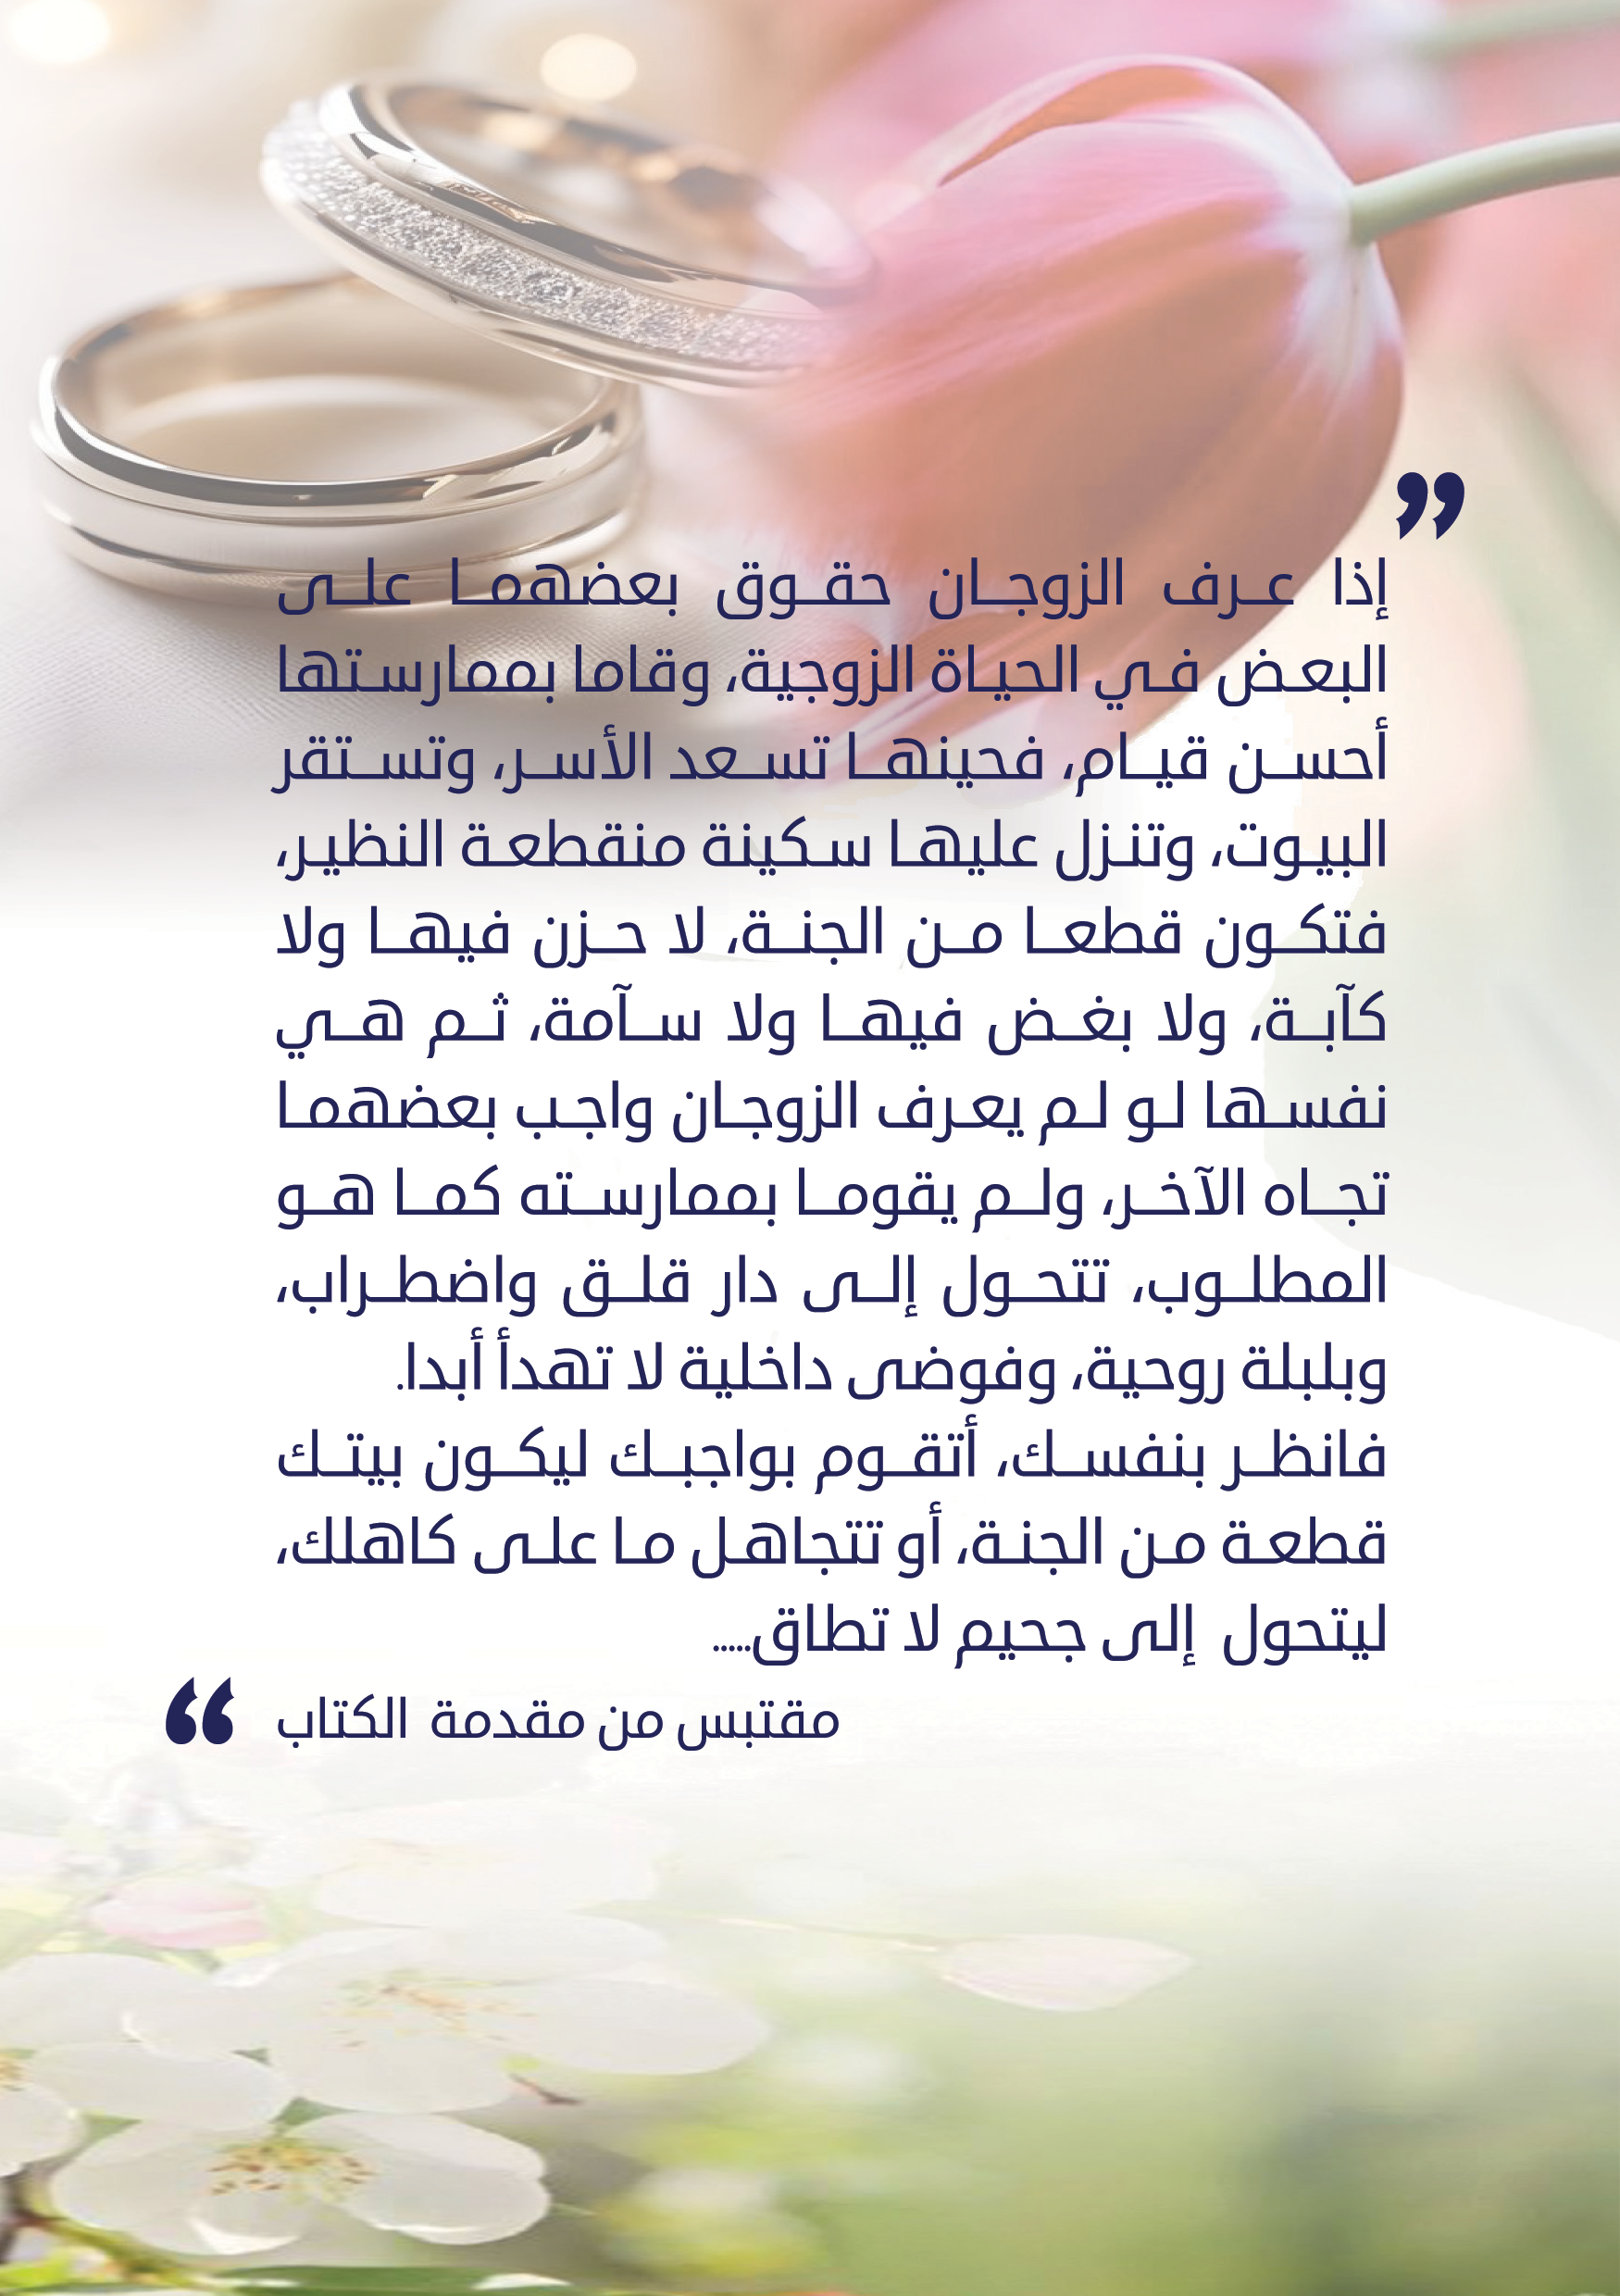 ”
إذا عرف الزوجان حقوق بعضهما على
البعض في الحياة الزوجية، وقاما بممارستها
أحسن قيام، فحينها تسعد الأسر، وتستقر
البيوت، وتنزل عليها سكينة منقطعة النظير،
فتكون قطعا من الجنة، لا حزن فيها ولا
كآبة، ولا بغض فيها ولا سآمة، ثم هي
نفسها لو لم يعرف الزوجان واجب بعضهما
تجاه الآخر، ولم يقوما بممارسته كما هو
المطلوب، تتحول إلى دار قلق واضطراب،
وبلبلة روحية، وفوضى داخلية لا تهدأ أبدا.
فانظر بنفسك، أتقوم بواجبك ليكون بيتك
قطعة من الجنة، أو تتجاهل ما على كاهلك،
ليتحول إلى جحيم لا تطاق.....
مقتبس من مقدمة الكتاب “